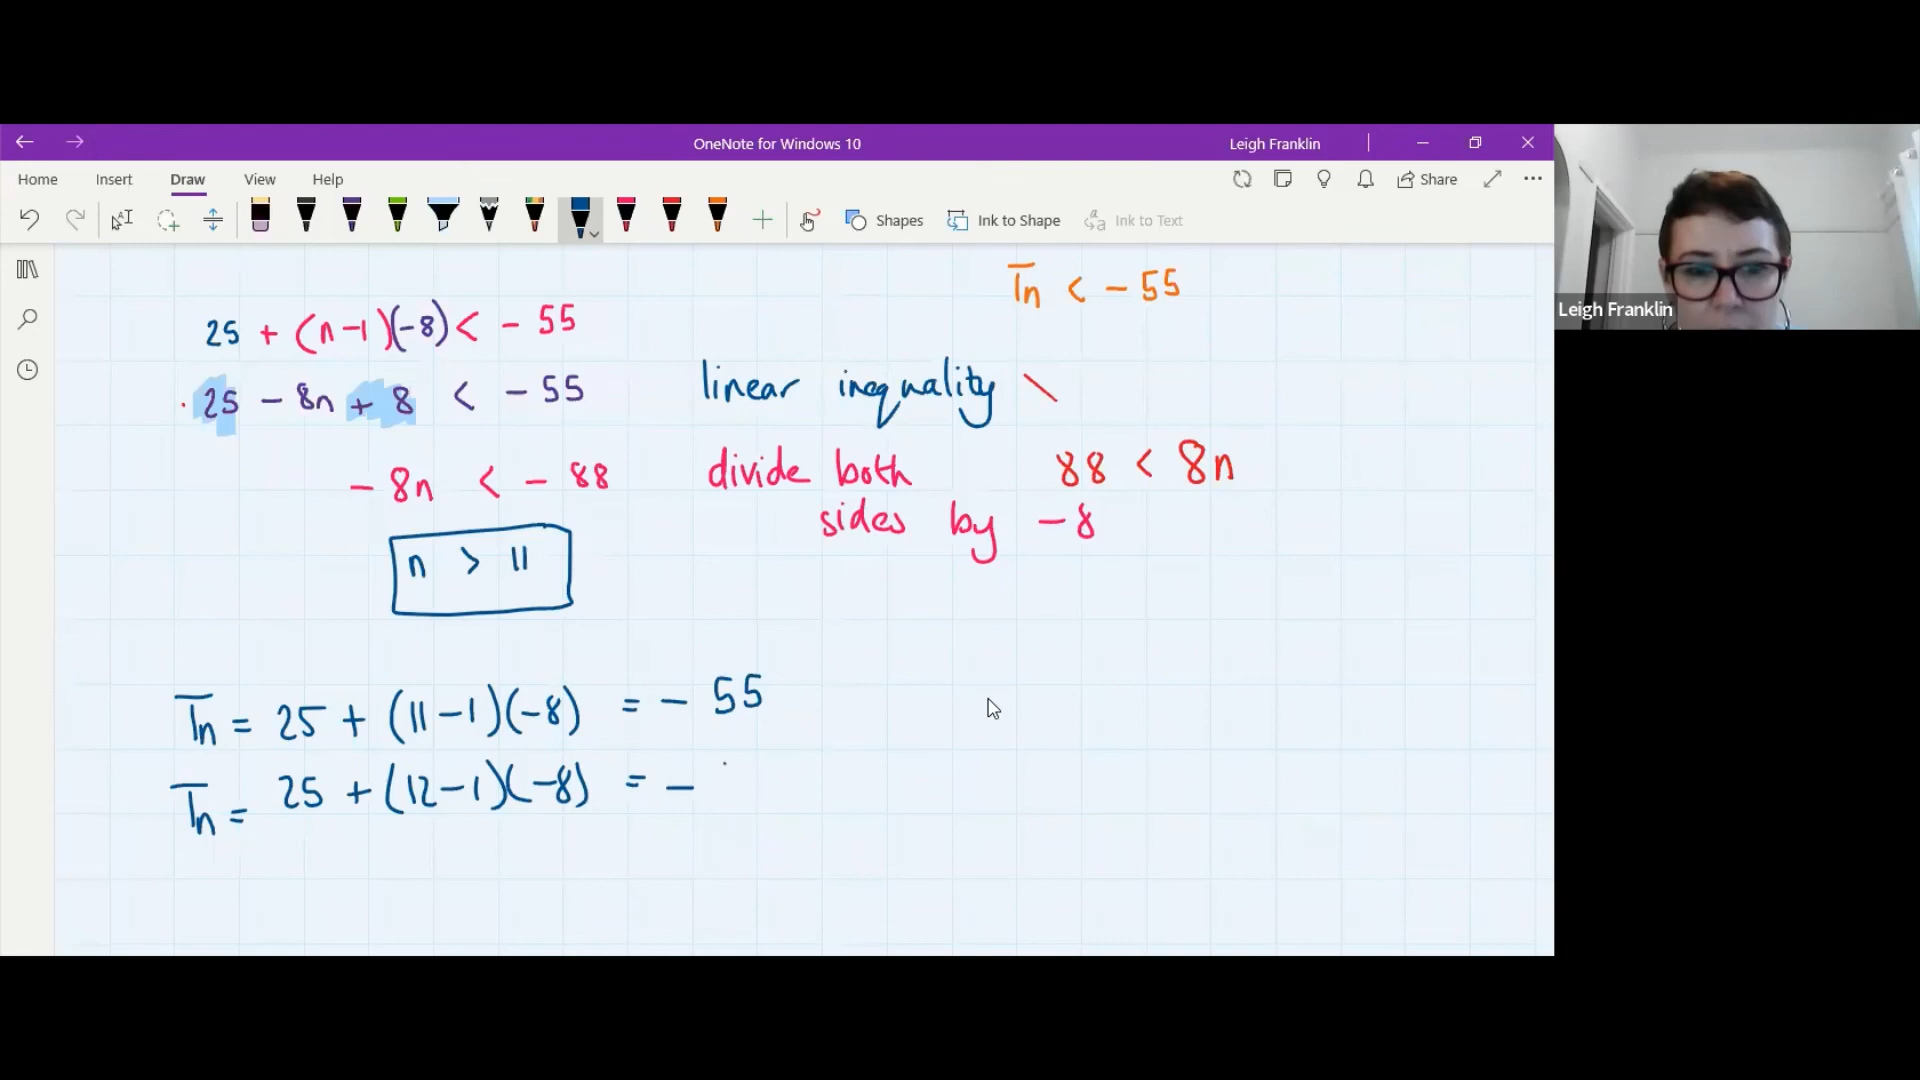 OneNote for Windows 10
Leigh Franklin
Home Insert Draw View Help
Share
Shapes Ink to Shape Ink to Text
Leigh Franklin
Tn < - 55
25 + (n-1)(-8) < - 55
25 - 8n + 8 < - 55
linear inequality
- 8n < - 88
divide both
sides by - 8
88 < 8n
n > 11
Tn = 25 + (11-1)(-8) = - 55
Tn = 25 + (12-1)(-8) = -